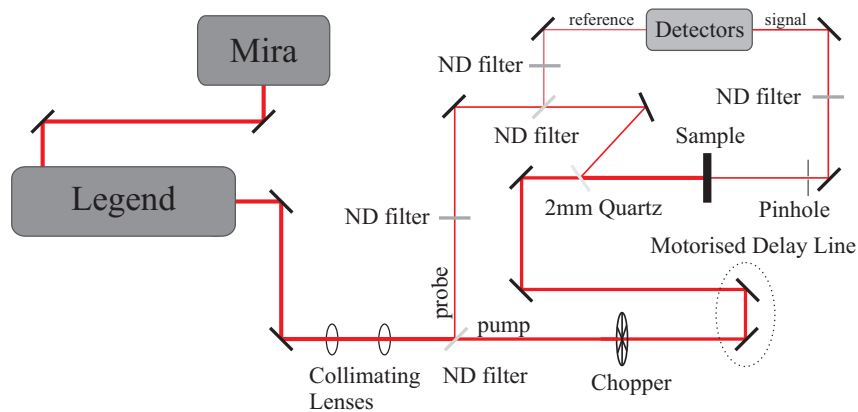 Mira
Legend
reference
Detectors
signal
ND filter
ND filter
ND filter
Sample
ND filter
2mm Quartz
Pinhole
Motorised Delay Line
probe
pump
Collimating
Lenses
ND filter
Chopper